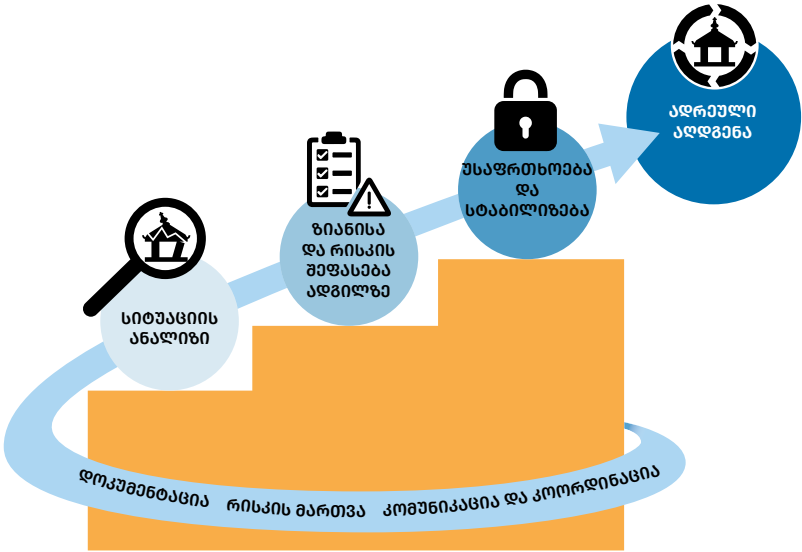 ᲡᲘᲢᲣᲐᲪᲘᲘᲡ
ᲐᲜᲐᲚᲘᲖᲘ
ᲖᲘᲐᲜᲘᲡᲐ
ᲓᲐ ᲠᲘᲡᲙᲘᲡ
ᲨᲔᲤᲐᲡᲔᲑᲐ
ᲐᲓᲒᲘᲚᲖᲔ
ᲣᲡᲐᲤᲠᲗᲮᲝᲔᲑᲐ
ᲓᲐ
ᲡᲢᲐᲑᲘᲚᲘᲖᲔᲑᲐ
ᲐᲓᲠᲔᲣᲚᲘ
ᲐᲦᲓᲒᲔᲜᲐ
ᲓᲝᲙᲣᲛᲔᲜᲢᲐᲪᲘᲐ ᲠᲘᲡᲙᲘᲡ ᲛᲐᲠᲗᲕᲐ ᲙᲝᲛᲣᲜᲘᲙᲐᲪᲘᲐ ᲓᲐ ᲙᲝᲝᲠᲓᲘᲜᲐᲪᲘᲐ